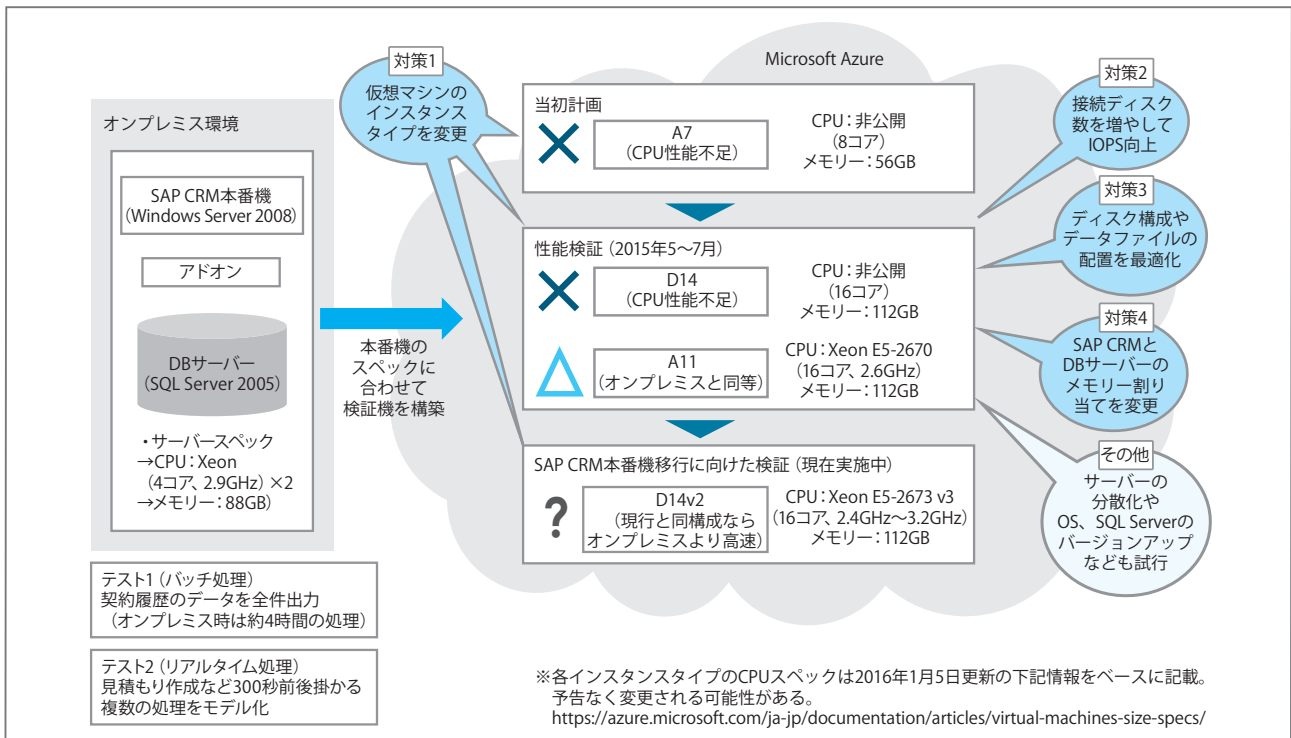 Microsoft Azure
オンプレミス環境
SAP CRM本番機
(Windows Server 2008)
アドオン
DBサーバー
(SQL Server 2005)
・サーバースペック
→CPU:Xeon
(4コア、2.9GHz)×2
→メモリー:88GB)
テスト1(バッチ処理)
契約履歴のデータを全件出力
(オンプレミス時は約4時間の処理)
テスト2(リアルタイム処理)
見積もり作成など300秒前後掛かる
複数の処理をモデル化
本番機の
スペックに
合わせて
検証機を構築
対策1
仮想マシンの
インスタンス
タイプを変更
当初計画
A7
(CPU性能不足)
CPU:非公開
(8コア)
メモリー:56GB
性能検証(2015年5〜7月)
D14
(CPU性能不足)
CPU:非公開
(16コア)
メモリー:112GB
A11
(オンプレミスと同等)
CPU:Xeon E5-2670
(16コア、2.6GHz)
メモリー:112GB
SAP CRM本番機移行に向けた検証(現在実施中)
?
D14v2
(現行と同構成なら
オンプレミスより高速)
CPU:Xeon E5-2673 v3
(16コア、2.4GHz〜3.2GHz)
メモリー:112GB
対策2
接続ディスク
数を増やして
IOPS向上
対策3
ディスク構成や
データファイルの
配置を最適化
対策4
SAP CRMと
DBサーバーの
メモリー割り
当てを変更
その他
サーバーの
分散化や
OS、SQL Serverの
バージョンアップ
なども試行
※各インスタンスタイプのCPUスペックは2016年1月5日更新の下記情報をベースに記載。
予告なく変更される可能性がある。
https://azure.microsoft.com/ja-jp/documentation/articles/virtual-machines-size-specs/